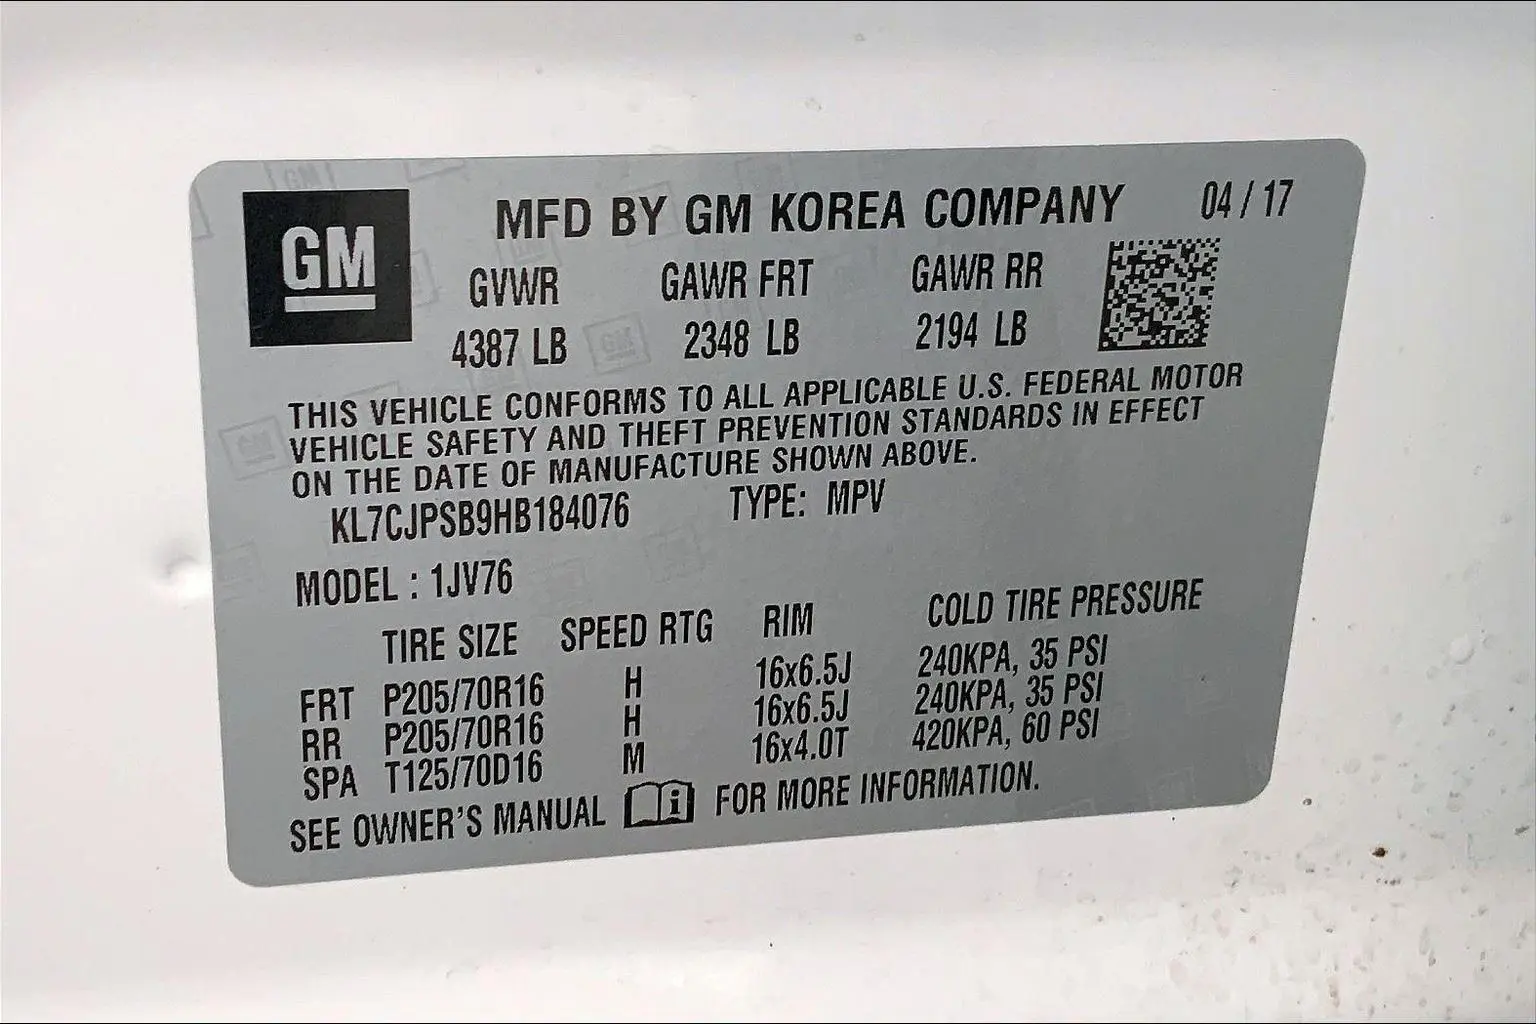 GM
MFD BY GM KOREA COMPANY 04 / 17
GVWR GAWR FRT GAWR RR
4387 LB 2348 LB 2194 LB
THIS VEHICLE CONFORMS TO ALL APPLICABLE U.S. FEDERAL MOTOR
VEHICLE SAFETY AND THEFT PREVENTION STANDARDS IN EFFECT
ON THE DATE OF MANUFACTURE SHOWN ABOVE.
KL7CJPSB9HB184076 TYPE: MPV
MODEL : 1JV76
TIRE SIZE SPEED RTG RIM COLD TIRE PRESSURE
FRT P205/70R16 H 16x6.5J 240KPA, 35 PSI
RR P205/70R16 H 16x6.5J 240KPA, 35 PSI
SPA T125/70D16 M 16x4.0T 420KPA, 60 PSI
SEE OWNER'S MANUAL i FOR MORE INFORMATION.